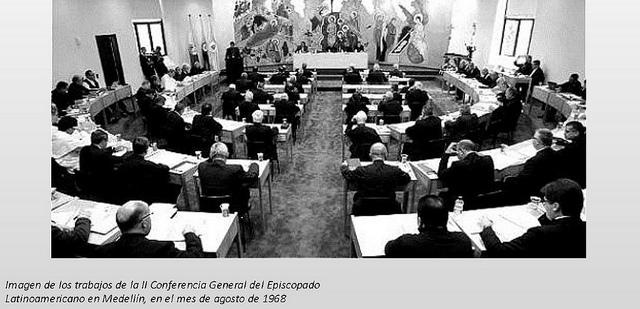 Imagen de los trabajos de la II Conferencia General del Episcopado
Latinoamericano en Medellín, en el mes de agosto de 1968